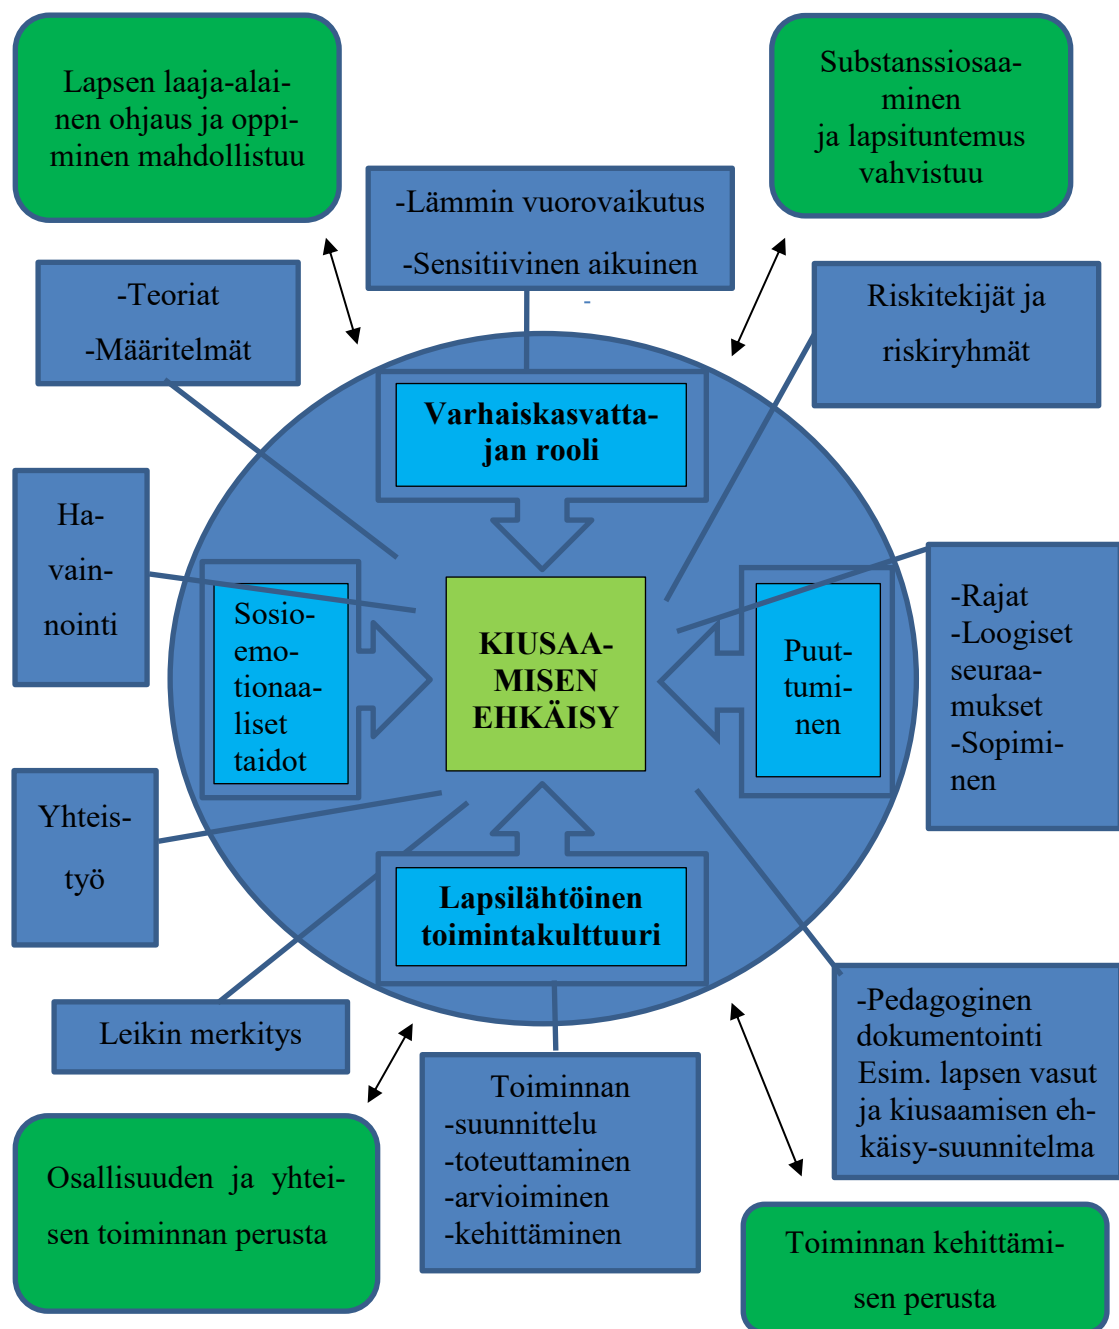 Lapsen laaja-alai-
nen ohjaus ja oppi-
minen mahdollistuu
Substanssiosaa-
minen
ja lapsituntemus
vahvistuu
-Lämmin vuorovaikutus
-Sensitiivinen aikuinen
-
-Teoriat
-Määritelmät
Riskitekijät ja
riskiryhmät
Varhaiskasvatta-
jan rooli
Ha-
vain-
nointi
Sosio-
emo-
tionaa-
liset
taidot
KIUSAA-
MISEN
EHKÄISY
Puut-
tumi-
nen
-Rajat
-Loogiset
seuraa-
mukset
-Sopimi-
nen
Yhteis-
työ
Lapsilähtöinen
toimintakulttuuri
Leikin merkitys
Toiminnan
-suunnittelu
-toteuttaminen
-arvioiminen
-kehittäminen
-Pedagoginen
dokumentointi
Esim. lapsen vasut
ja kiusaamisen eh-
käisy-suunnitelma
Osallisuuden ja yhtei-
sen toiminnan perusta
Toiminnan kehittämi-
sen perusta